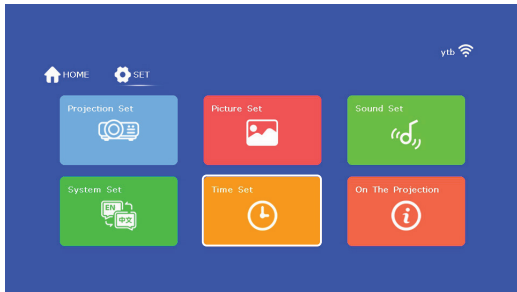 ytb
HOME SET
Projection Set
Picture Set
Sound Set
System Set
EN
中文
Time Set
On The Projection
i